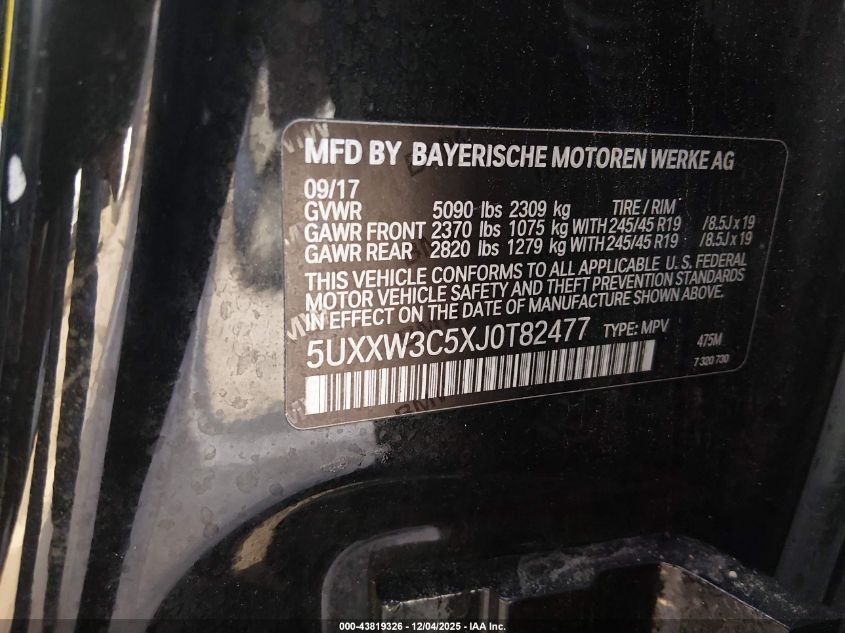 MFD BY BAYERISCHE MOTOREN WERKE AG
09/17
GVWR 5090 lbs 2309 kg TIRE / RIM
GAWR FRONT 2370 lbs 1075 kg WITH 245/45 R19 /8.5J x 19
GAWR REAR 2820 lbs 1279 kg WITH 245/45 R19 /8.5J x 19
THIS VEHICLE CONFORMS TO ALL APPLICABLE U.S. FEDERAL
MOTOR VEHICLE SAFETY AND THEFT PREVENTION STANDARDS
IN EFFECT ON THE DATE OF MANUFACTURE SHOWN ABOVE.
5UXXW3C5XJ0T82477 TYPE: MPV 475M
7 320 730
000-43819326 • 12/04/2025 • IAA Inc.